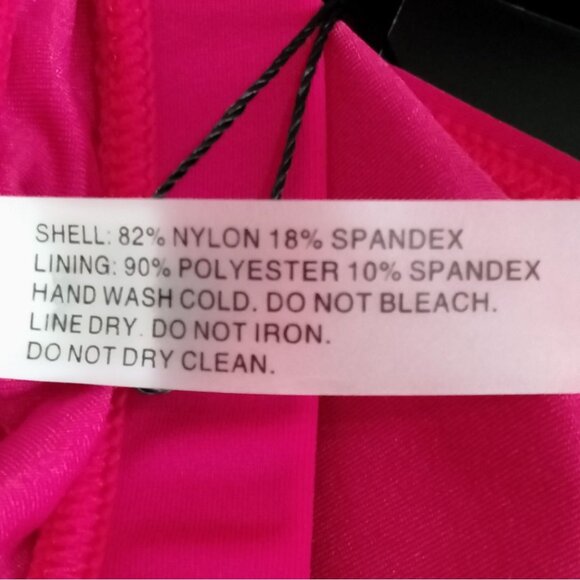 SHELL: 82% NYLON 18% SPANDEX
LINING: 90% POLYESTER 10% SPANDEX
HAND WASH COLD. DO NOT BLEACH.
LINE DRY. DO NOT IRON.
DO NOT DRY CLEAN.